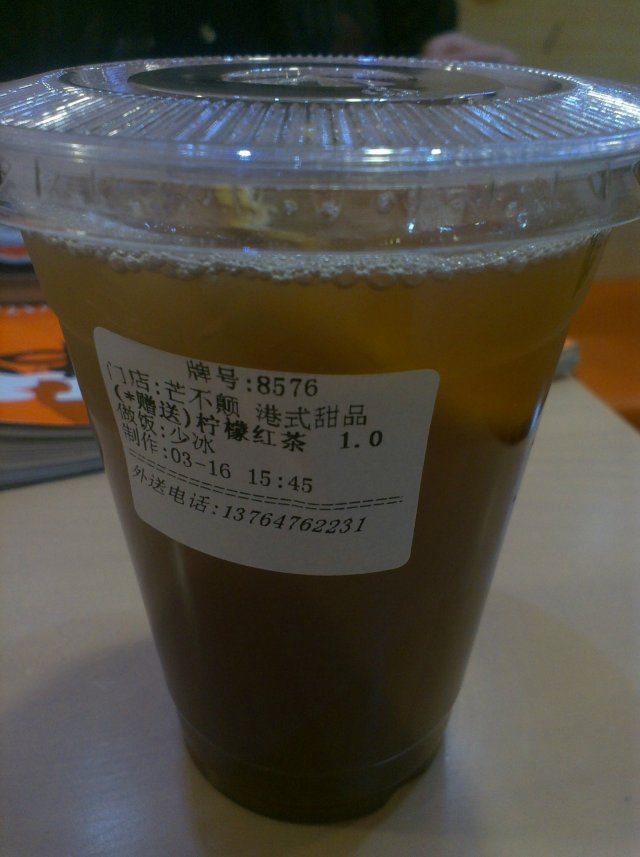 牌号:8576
门店:芒不颠 港式甜品
(*赠送)柠檬红茶 1.0
做饭:少冰
制作:03-16 15:45
外送电话:13764762231